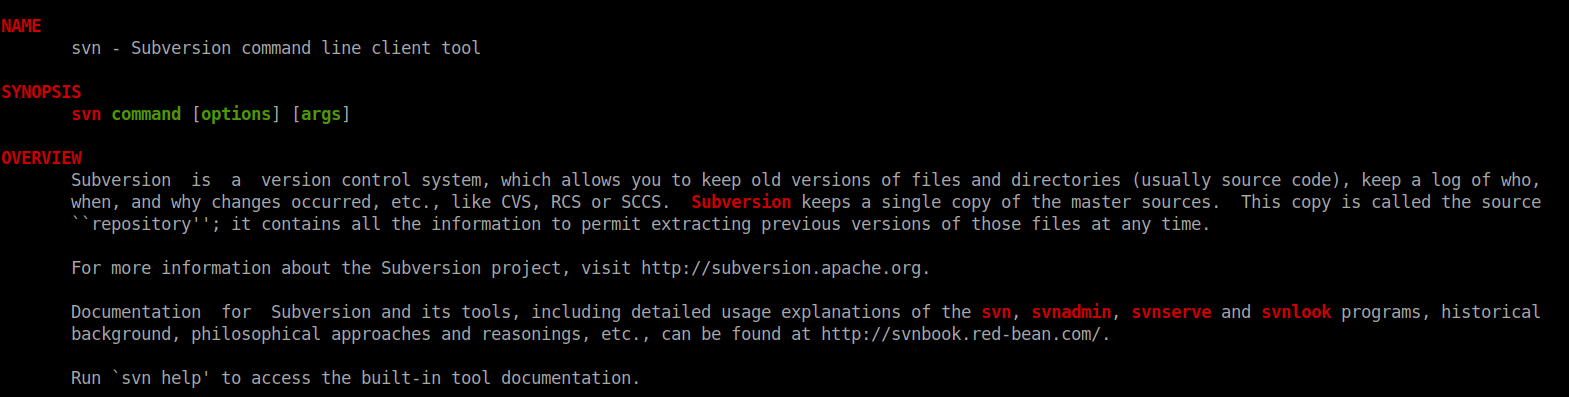 NAME
svn - Subversion command line client tool
SYNOPSIS
svn command [options] [args]
OVERVIEW
Subversion  is  a  version control system, which allows you to keep old versions of files and directories (usually source code), keep a log of who,
when, and why changes occurred, etc., like CVS, RCS or SCCS.  Subversion keeps a single copy of the master sources.  This copy is called the source
``repository''; it contains all the information to permit extracting previous versions of those files at any time.
For more information about the Subversion project, visit http://subversion.apache.org.
Documentation  for  Subversion and its tools, including detailed usage explanations of the svn, svnadmin, svnserve and svnlook programs, historical
background, philosophical approaches and reasonings, etc., can be found at http://svnbook.red-bean.com/.
Run `svn help' to access the built-in tool documentation.